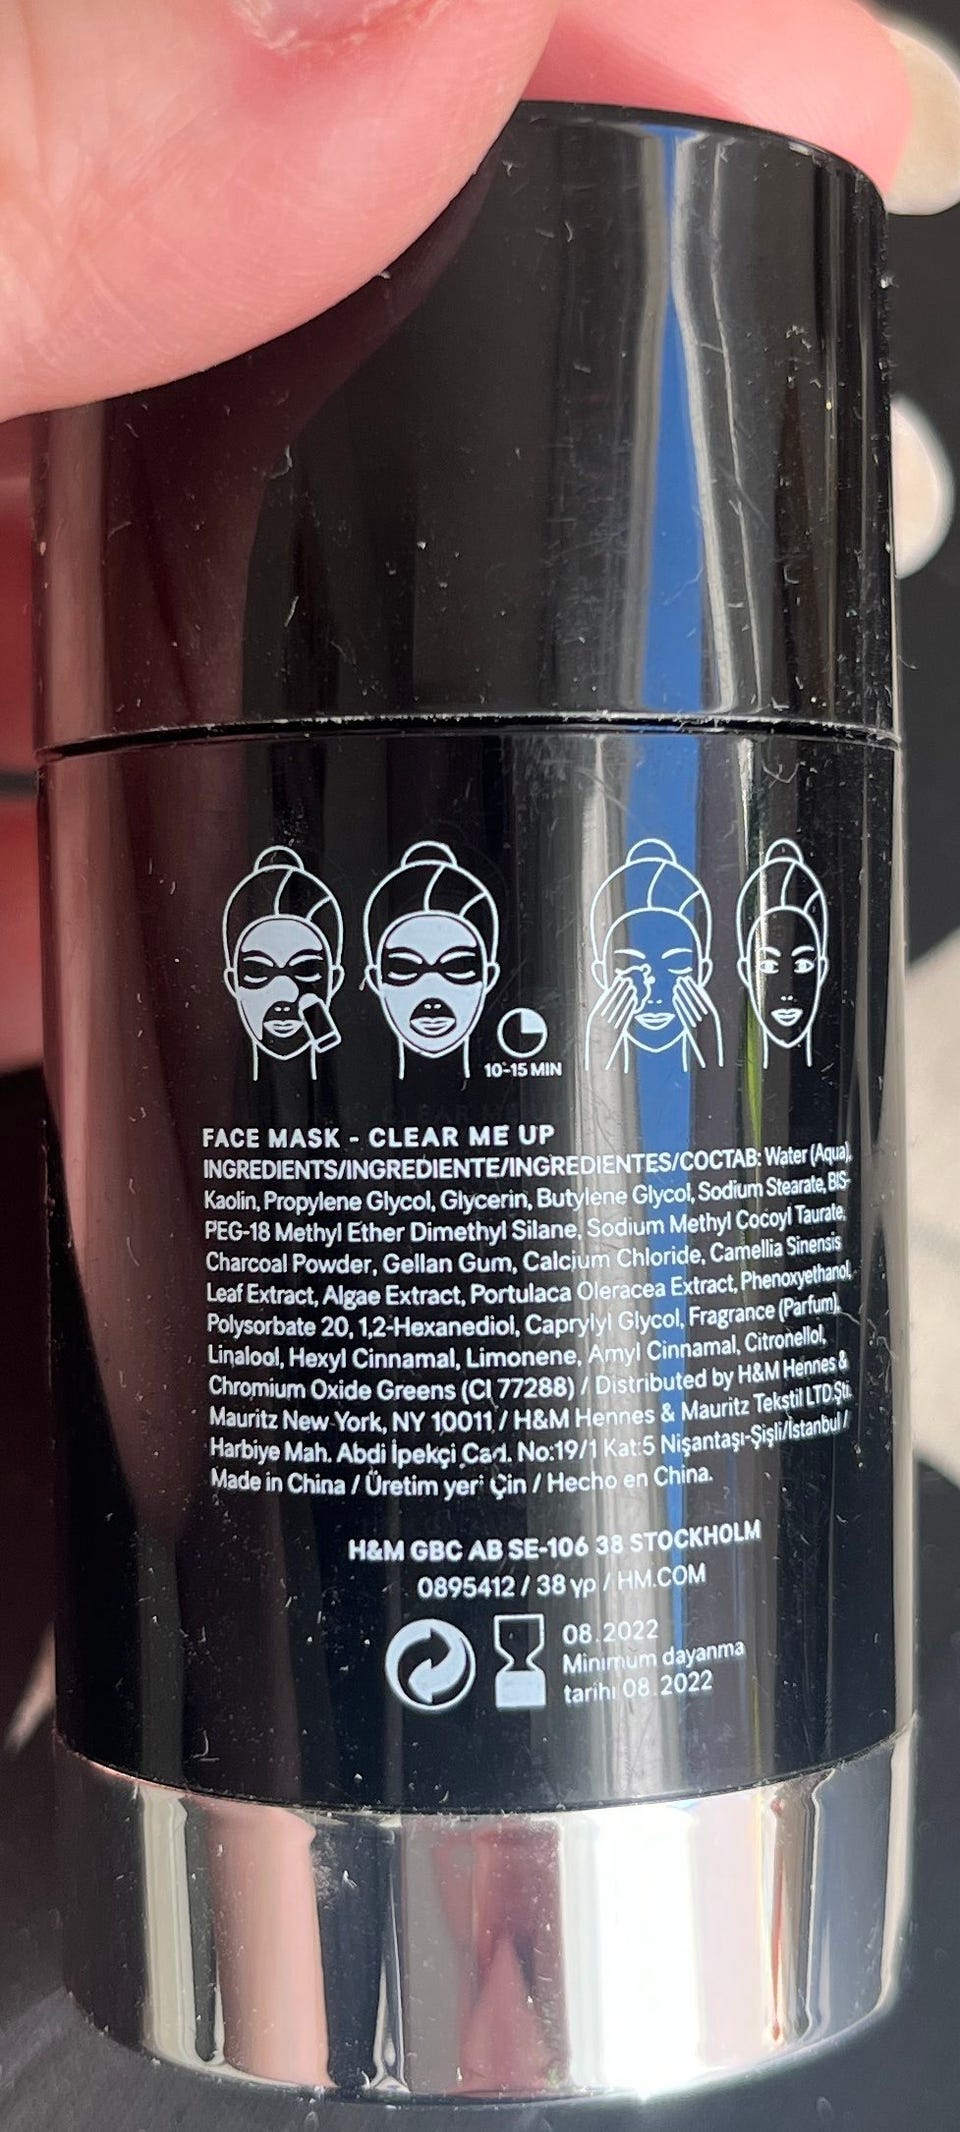 10-15 MIN
FACE MASK - CLEAR ME UP
INGREDIENTS/INGREDIENTE/INGREDIENTES/СОСТАВ: Water (Aqua),
Kaolin, Propylene Glycol, Glycerin, Butylene Glycol, Sodium Stearate, BIS-
PEG-18 Methyl Ether Dimethyl Silane, Sodium Methyl Cocoyl Taurate,
Charcoal Powder, Gellan Gum, Calcium Chloride, Camellia Sinensis
Leaf Extract, Algae Extract, Portulaca Oleracea Extract, Phenoxyethanol,
Polysorbate 20, 1,2-Hexanediol, Caprylyl Glycol, Fragrance (Parfum),
Linalool, Hexyl Cinnamal, Limonene, Amyl Cinnamal, Citronellol,
Chromium Oxide Greens (CI 77288) / Distributed by H&M Hennes &
Mauritz New York, NY 10011 / H&M Hennes & Mauritz Tekstil LTD.Şti.
Harbiye Mah. Abdi İpekçi Cad. No:19/1 Kat:5 Nişantaşı-Şişli/İstanbul /
Made in China / Üretim yeri Çin / Hecho en China.
H&M GBC AB SE-106 38 STOCKHOLM
0895412 / 38 γρ / HM.COM
08.2022
Minimum dayanma
tarihi 08.2022